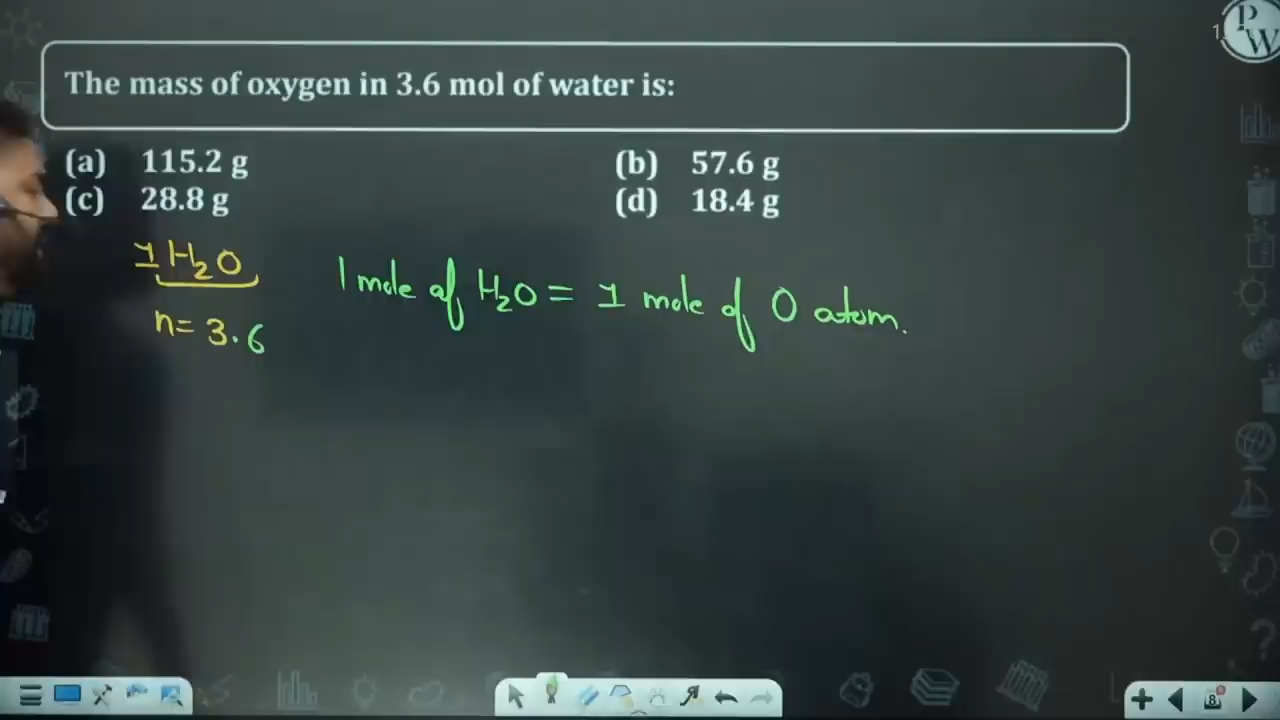 P
W
The mass of oxygen in 3.6 mol of water is:
(a) 115.2 g
(b) 57.6 g
(c) 28.8 g
(d) 18.4 g
1 H₂O
n = 3.6
1 mole of H₂O = 1 mole of O atom.
8